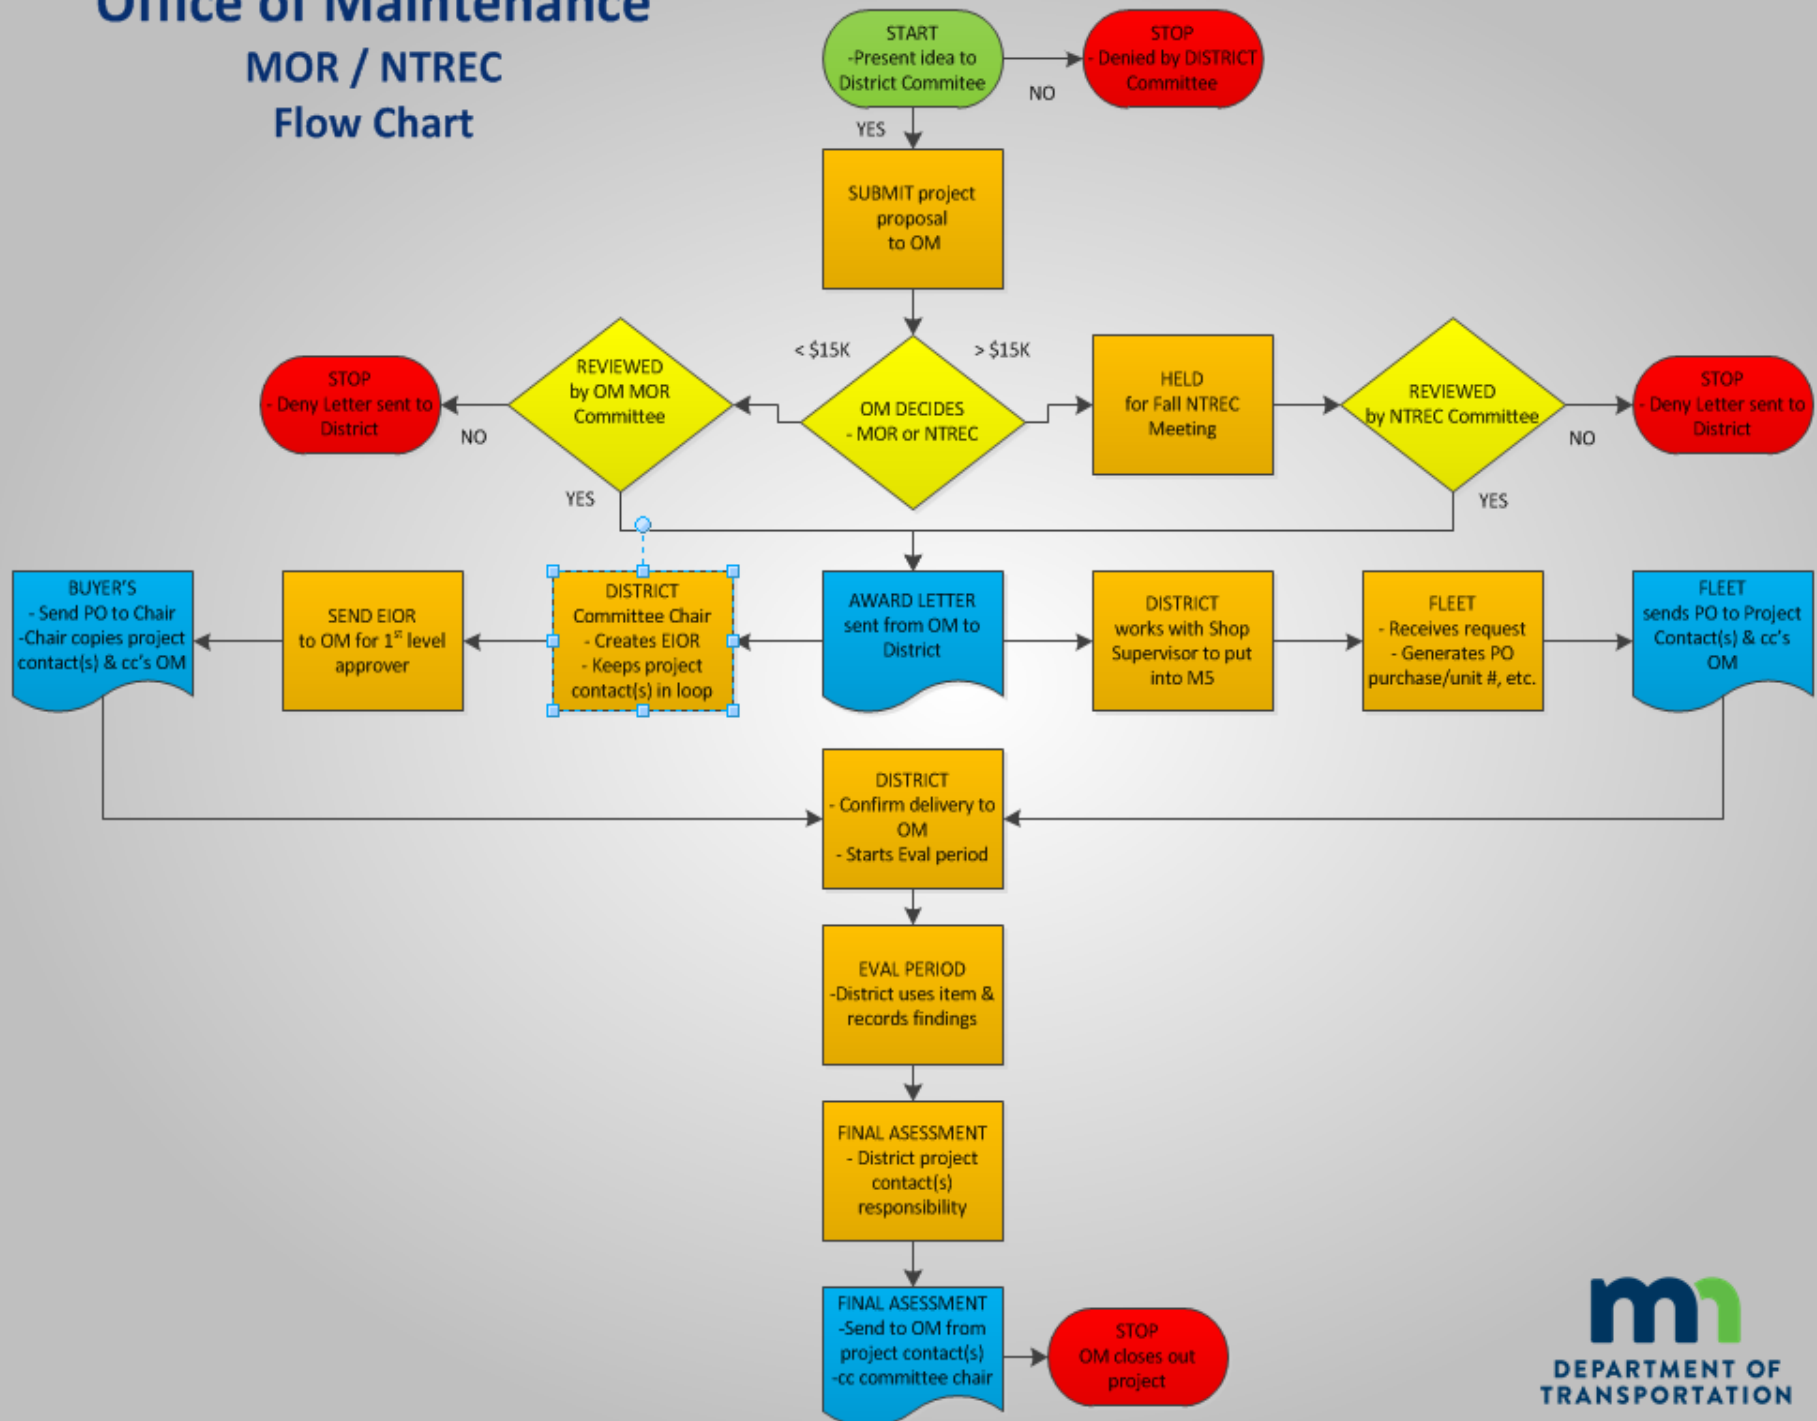 Office of Maintenance
MOR / NTREC
Flow Chart
START
-Present idea to
District Commitee
STOP
- Denied by DISTRICT
Committee
NO
YES
SUBMIT project
proposal
to OM
< $15K
> $15K
STOP
- Deny Letter sent to
District
NO
REVIEWED
by OM MOR
Committee
OM DECIDES
- MOR or NTREC
HELD
for Fall NTREC
Meeting
REVIEWED
by NTREC Committee
NO
STOP
- Deny Letter sent to
District
YES
YES
BUYER'S
- Send PO to Chair
-Chair copies project
contact(s) & cc's OM
SEND EIOR
to OM for 1st level
approver
DISTRICT
Committee Chair
- Creates EIOR
- Keeps project
contact(s) in loop
AWARD LETTER
sent from OM to
District
DISTRICT
works with Shop
Supervisor to put
into M5
FLEET
- Receives request
- Generates PO
purchase/unit #, etc.
FLEET
sends PO to Project
Contact(s) & cc's
OM
DISTRICT
- Confirm delivery to
OM
- Starts Eval period
EVAL PERIOD
-District uses item &
records findings
FINAL ASESSMENT
- District project
contact(s)
responsibility
FINAL ASESSMENT
-Send to OM from
project contact(s)
-cc committee chair
STOP
OM closes out
project
mn
DEPARTMENT OF
TRANSPORTATION